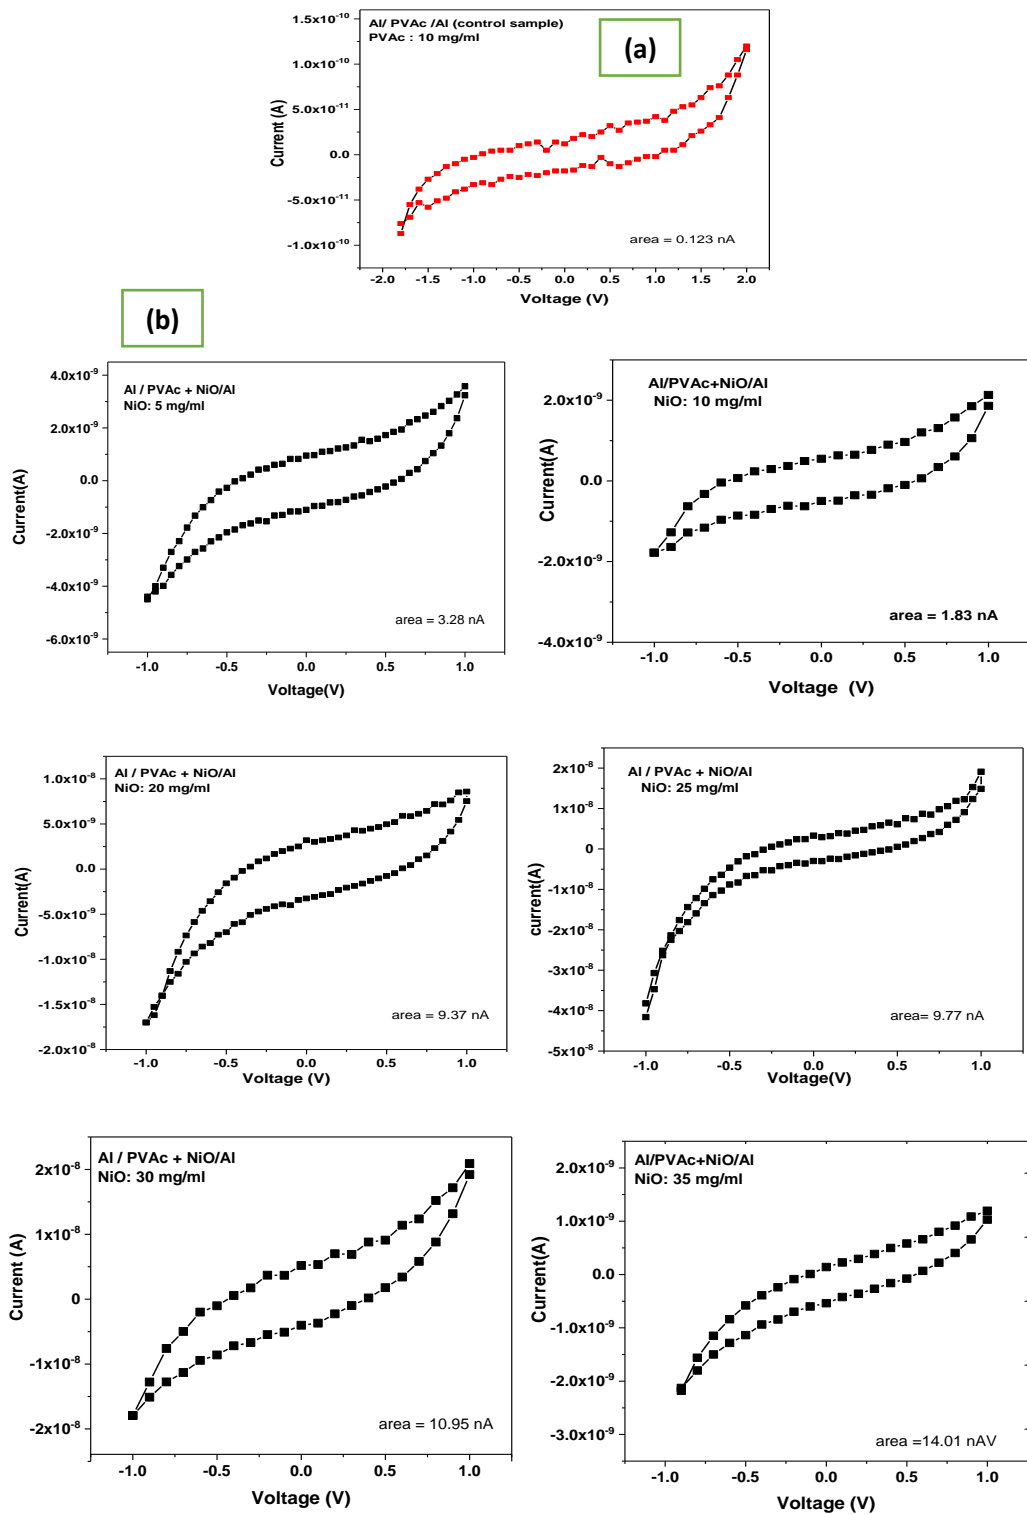 Al/ PVAc /Al (control sample)
PVAc : 10 mg/ml
(a)
1.5x10⁻¹⁰
1.0x10⁻¹⁰
5.0x10⁻¹¹
0.0
-5.0x10⁻¹¹
-1.0x10⁻¹⁰
Current (A)
area = 0.123 nA
-2.0 -1.5 -1.0 -0.5 0.0 0.5 1.0 1.5 2.0
Voltage (V)
(b)
Al / PVAc + NiO/Al
NiO: 5 mg/ml
4.0x10⁻⁹
2.0x10⁻⁹
0.0
-2.0x10⁻⁹
-4.0x10⁻⁹
-6.0x10⁻⁹
Current(A)
area = 3.28 nA
-1.0 -0.5 0.0 0.5 1.0
Voltage(V)
Al/PVAc+NiO/Al
NiO: 10 mg/ml
2.0x10⁻⁹
0.0
-2.0x10⁻⁹
-4.0x10⁻⁹
Current(A)
area = 1.83 nA
-1.0 -0.5 0.0 0.5 1.0
Voltage (V)
Al / PVAc + NiO/Al
NiO: 20 mg/ml
1.0x10⁻⁸
5.0x10⁻⁹
0.0
-5.0x10⁻⁹
-1.0x10⁻⁸
-1.5x10⁻⁸
-2.0x10⁻⁸
Current(A)
area = 9.37 nA
-1.0 -0.5 0.0 0.5 1.0
Voltage (V)
Al / PVAc + NiO/Al
NiO: 25 mg/ml
2x10⁻⁸
1x10⁻⁸
0
-1x10⁻⁸
-2x10⁻⁸
-3x10⁻⁸
-4x10⁻⁸
-5x10⁻⁸
current(A)
area= 9.77 nA
-1.0 -0.5 0.0 0.5 1.0
Voltage(V)
Al / PVAc + NiO/Al
NiO: 30 mg/ml
2x10⁻⁸
1x10⁻⁸
0
-1x10⁻⁸
-2x10⁻⁸
Current (A)
area = 10.95 nA
-1.0 -0.5 0.0 0.5 1.0
Voltage (V)
Al/PVAc+NiO/Al
NiO: 35 mg/ml
2.0x10⁻⁹
1.0x10⁻⁹
0.0
-1.0x10⁻⁹
-2.0x10⁻⁹
-3.0x10⁻⁹
Current(A)
area =14.01 nAV
-1.0 -0.5 0.0 0.5 1.0
Voltage (V)